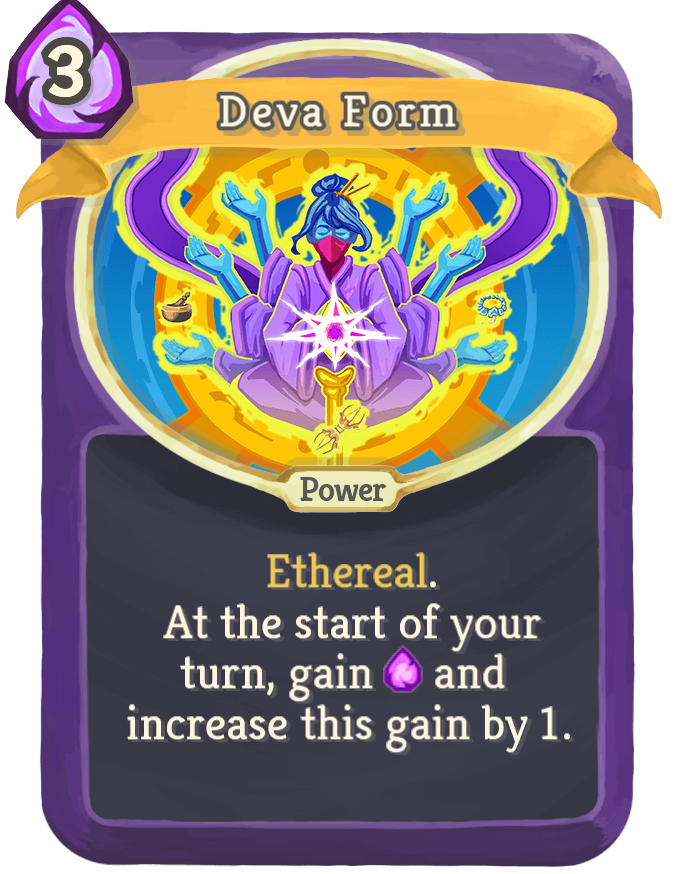 3
Deva Form
Power
Ethereal.
At the start of your
turn, gain and
increase this gain by 1.